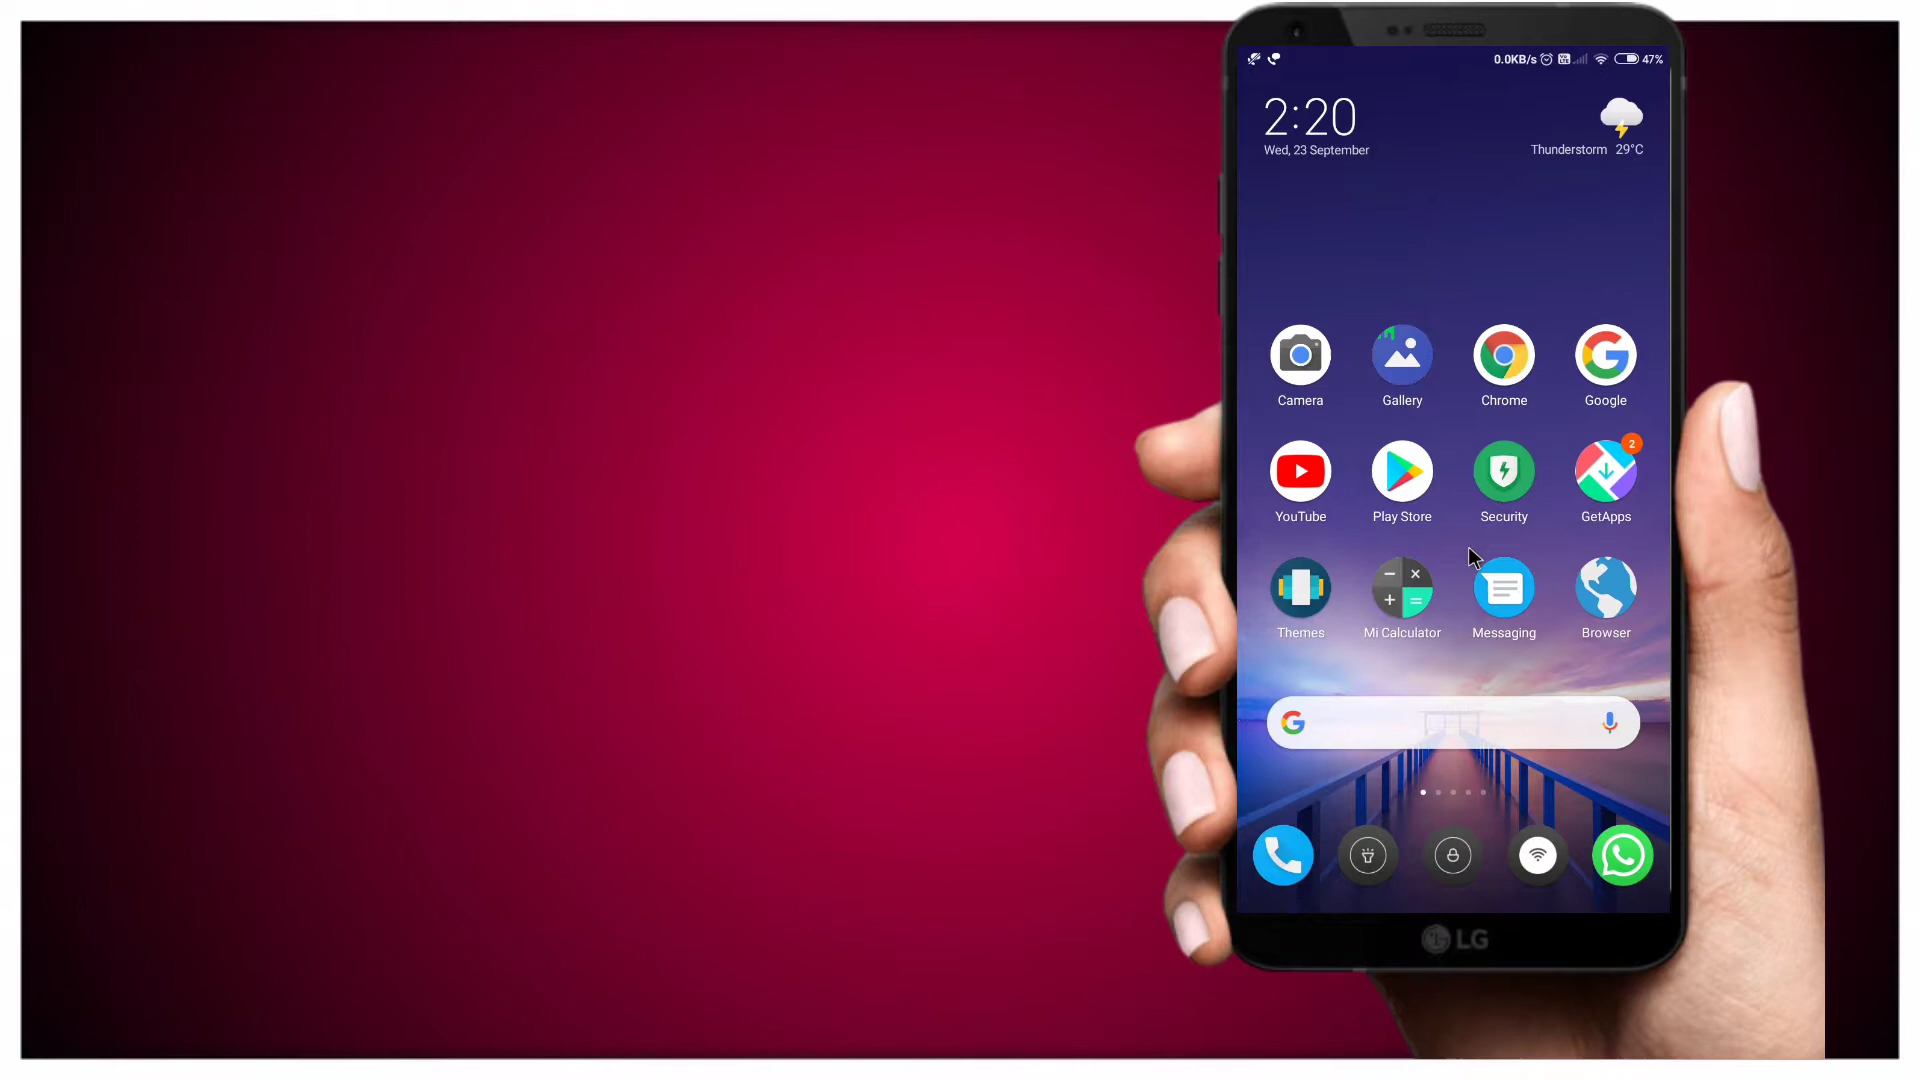 0.0KB/s 47%
2:20
Wed, 23 September
Thunderstorm 29°C
Camera Gallery Chrome Google
2
YouTube Play Store Security GetApps
Themes Mi Calculator Messaging Browser
LG